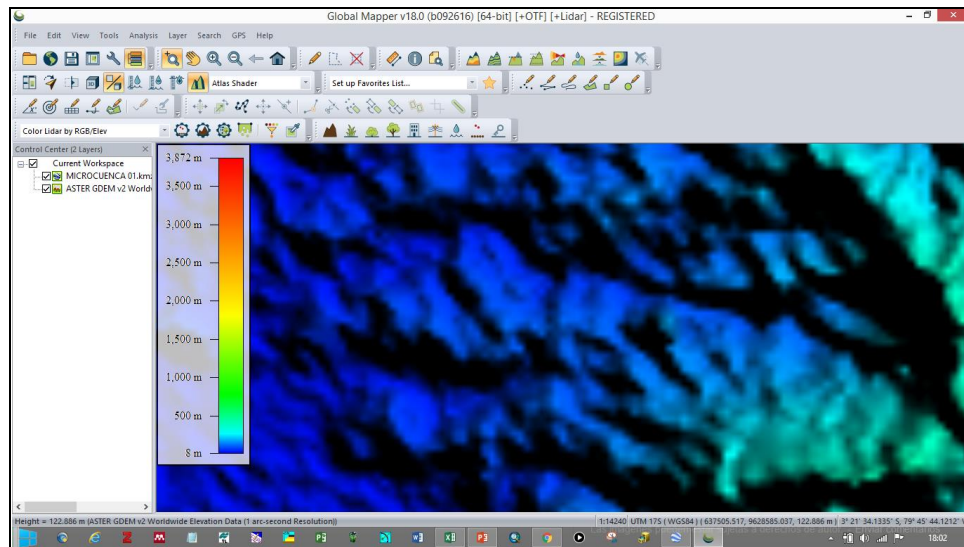 Global Mapper v18.0 (b092616) [64-bit] [+OTF] [+Lidar] - REGISTERED
File Edit View Tools Analysis Layer Search GPS Help
Atlas Shader
Set up Favorites List...
Color Lidar by RGB/Elev
Control Center (2 Layers)
Current Workspace
MICROCUENCA 01.kmz
ASTER GDEM v2 Worldv
3,872 m
3,500 m
3,000 m
2,500 m
2,000 m
1,500 m
1,000 m
500 m
8 m
Height = 122.886 m (ASTER GDEM v2 Worldwide Elevation Data (1 arc-second Resolution))
1:14240 UTM 17S ( WGS84 ) ( 637505.517, 9628585.037, 122.886 m ) 3° 21' 34.1335" S, 79° 45' 44.1212" W
18:02